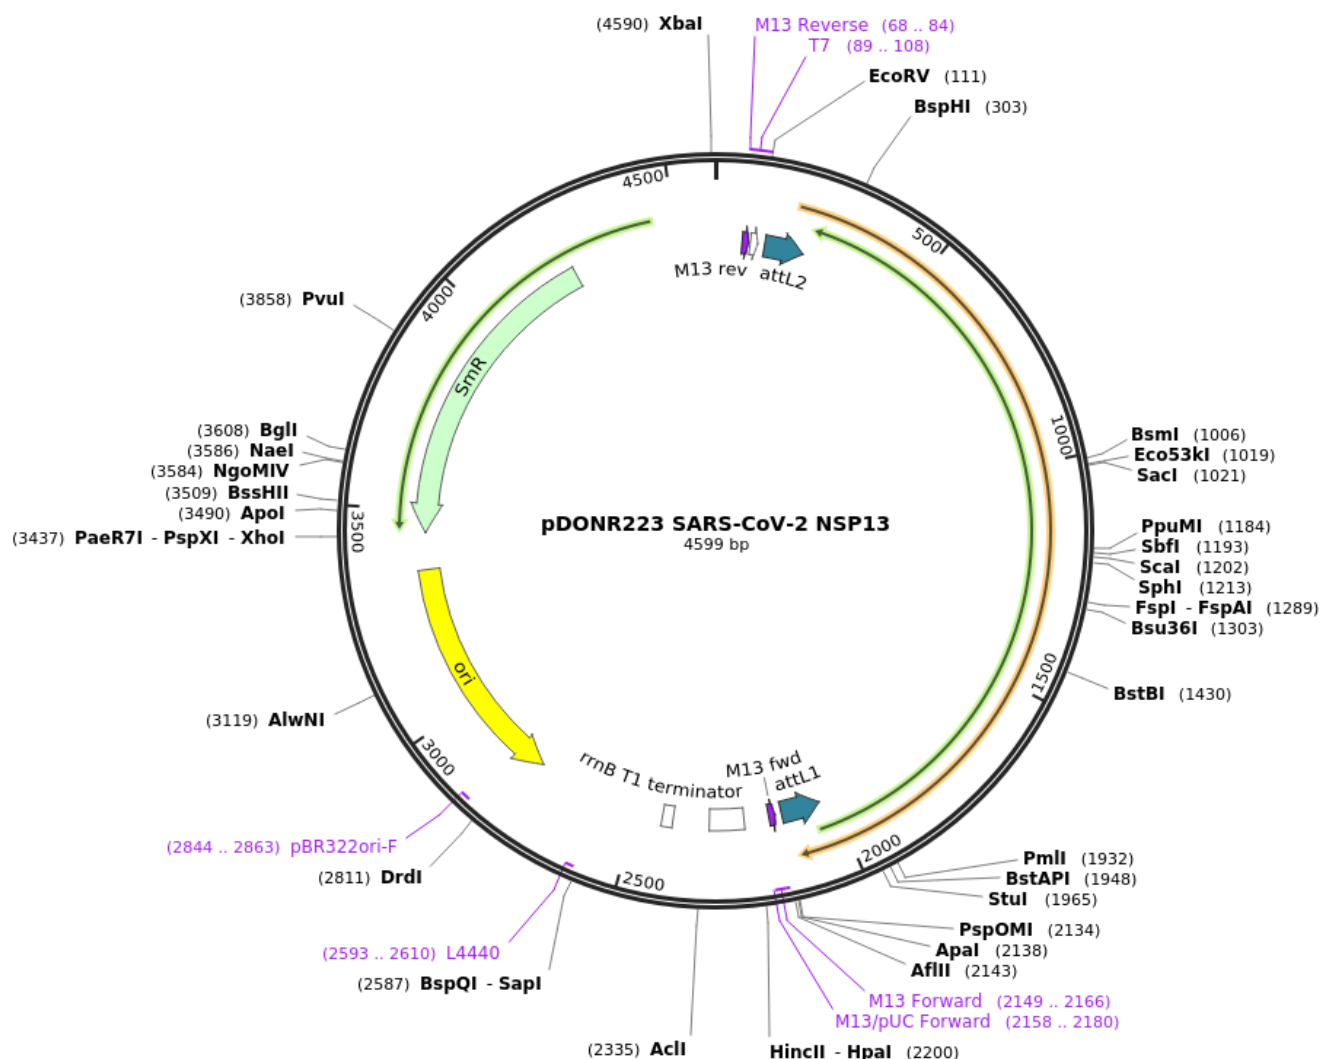 (4590) XbaI
M13 Reverse (68 .. 84)
T7 (89 .. 108)
EcoRV (111)
BspHI (303)
4500
500
M13 rev
attL2
(3858) PvuI
4000
SmR
(3608) BglI
(3586) NaeI
(3584) NgoMIV
(3509) BssHII
(3490) ApoI
(3437) PaeR7I - PspXI - XhoI
3500
1000
BsmI (1006)
Eco53kI (1019)
SacI (1021)
pDONR223 SARS-CoV-2 NSP13
4599 bp
PpuMI (1184)
SbfI (1193)
ScaI (1202)
SphI (1213)
FspI - FspAI (1289)
Bsu36I (1303)
1500
BstBI (1430)
ori
(3119) AlwNI
3000
rrnB T1 terminator
M13 fwd
attL1
(2844 .. 2863) pBR322ori-F
(2811) DrdI
2500
2000
PmlI (1932)
BstAPI (1948)
StuI (1965)
PspOMI (2134)
ApaI (2138)
AflII (2143)
(2593 .. 2610) L4440
(2587) BspQI - SapI
M13 Forward (2149 .. 2166)
M13/pUC Forward (2158 .. 2180)
(2335) AclI
HincII - HpaI (2200)